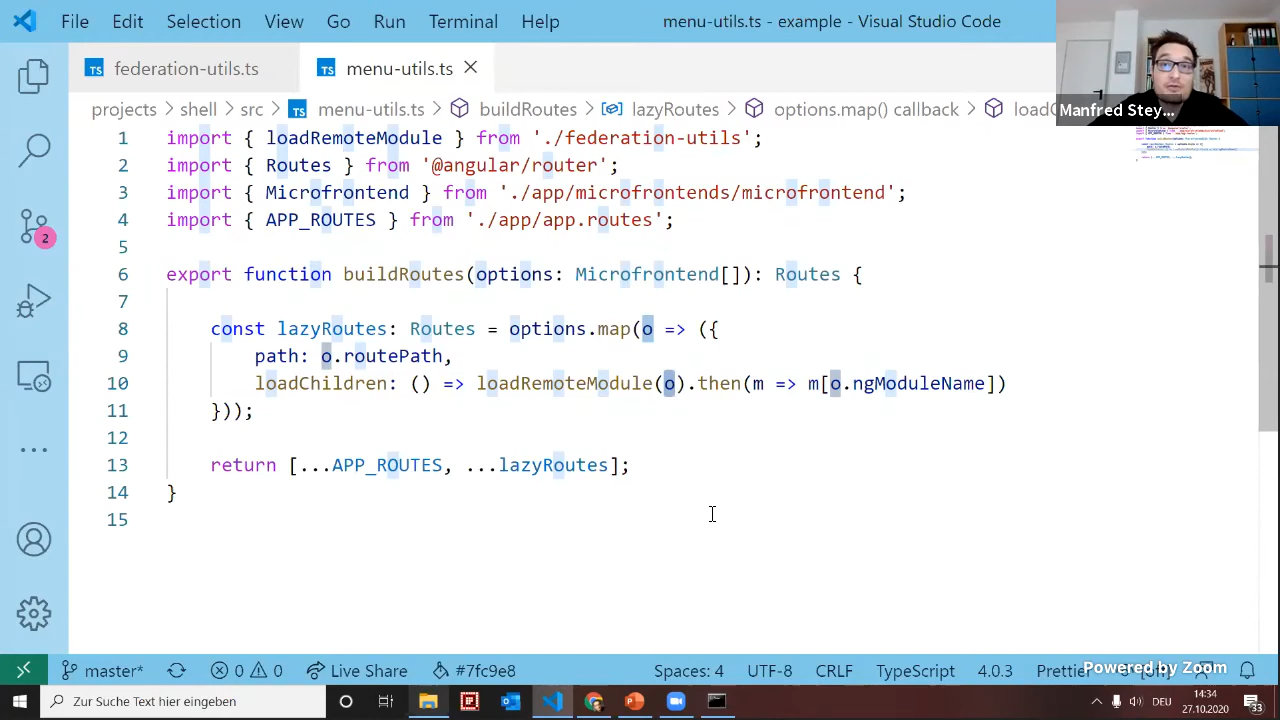 File Edit Selection View Go Run Terminal Help menu-utils.ts - example - Visual Studio Code
TS federation-utils.ts TS menu-utils.ts
projects > shell > src > TS menu-utils.ts > buildRoutes > lazyRoutes > options.map() callback >
Manfred Stey...
1 import { loadRemoteModule } from './federation-utils';
import { Routes } from '@angular/router';
import { Microfrontend } from './app/microfrontends/microfrontend';
4 import { APP_ROUTES } from './app/app.routes';
5
6 export function buildRoutes(options: Microfrontend[]): Routes {
7
8 const lazyRoutes: Routes = options.map(o => ({
9 path: o.routePath,
10 loadChildren: () => loadRemoteModule(o).then(m => m[o.ngModuleName])
11 }));
12
13 return [...APP_ROUTES, ...lazyRoutes];
14 }
15
2
master* 0 0 Live Share #7fc9e8 Spaces: 4 UTF-8 CRLF TypeScript 4.0.3 Prettier
Powered by Zoom
Zur Suche Text hier eingeben DEU 14:34
27.10.2020 33